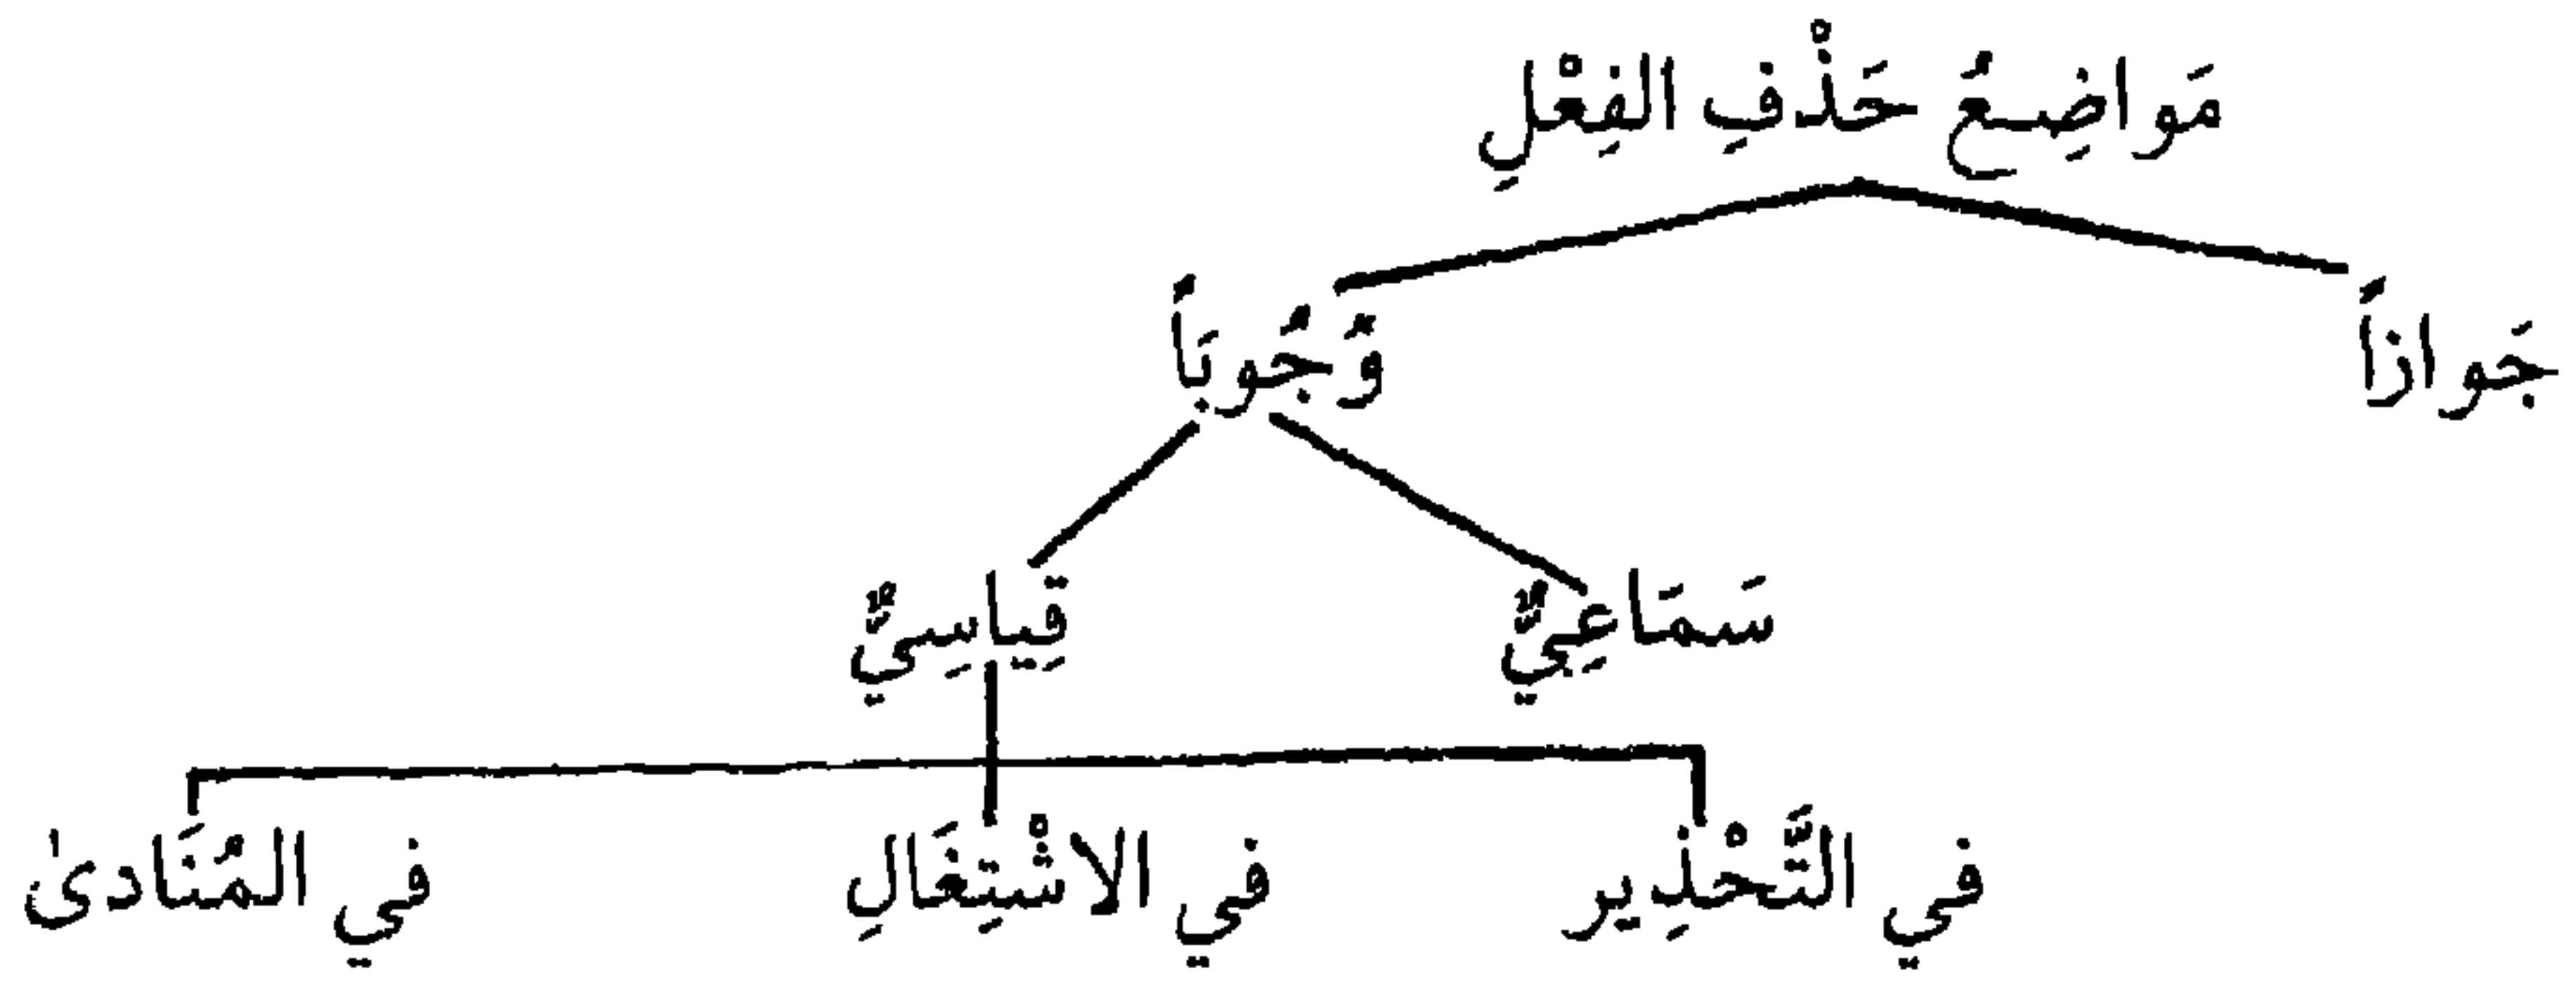 مَواضِعُ حَذْفِ الفِعْلِ
جَوازاً
وُجُوبَاً
سَمَاعِيٌّ
قِياسِيٌّ
في التَّحْذِير
في الاشْتِغَالِ
في المُنَادىٰ